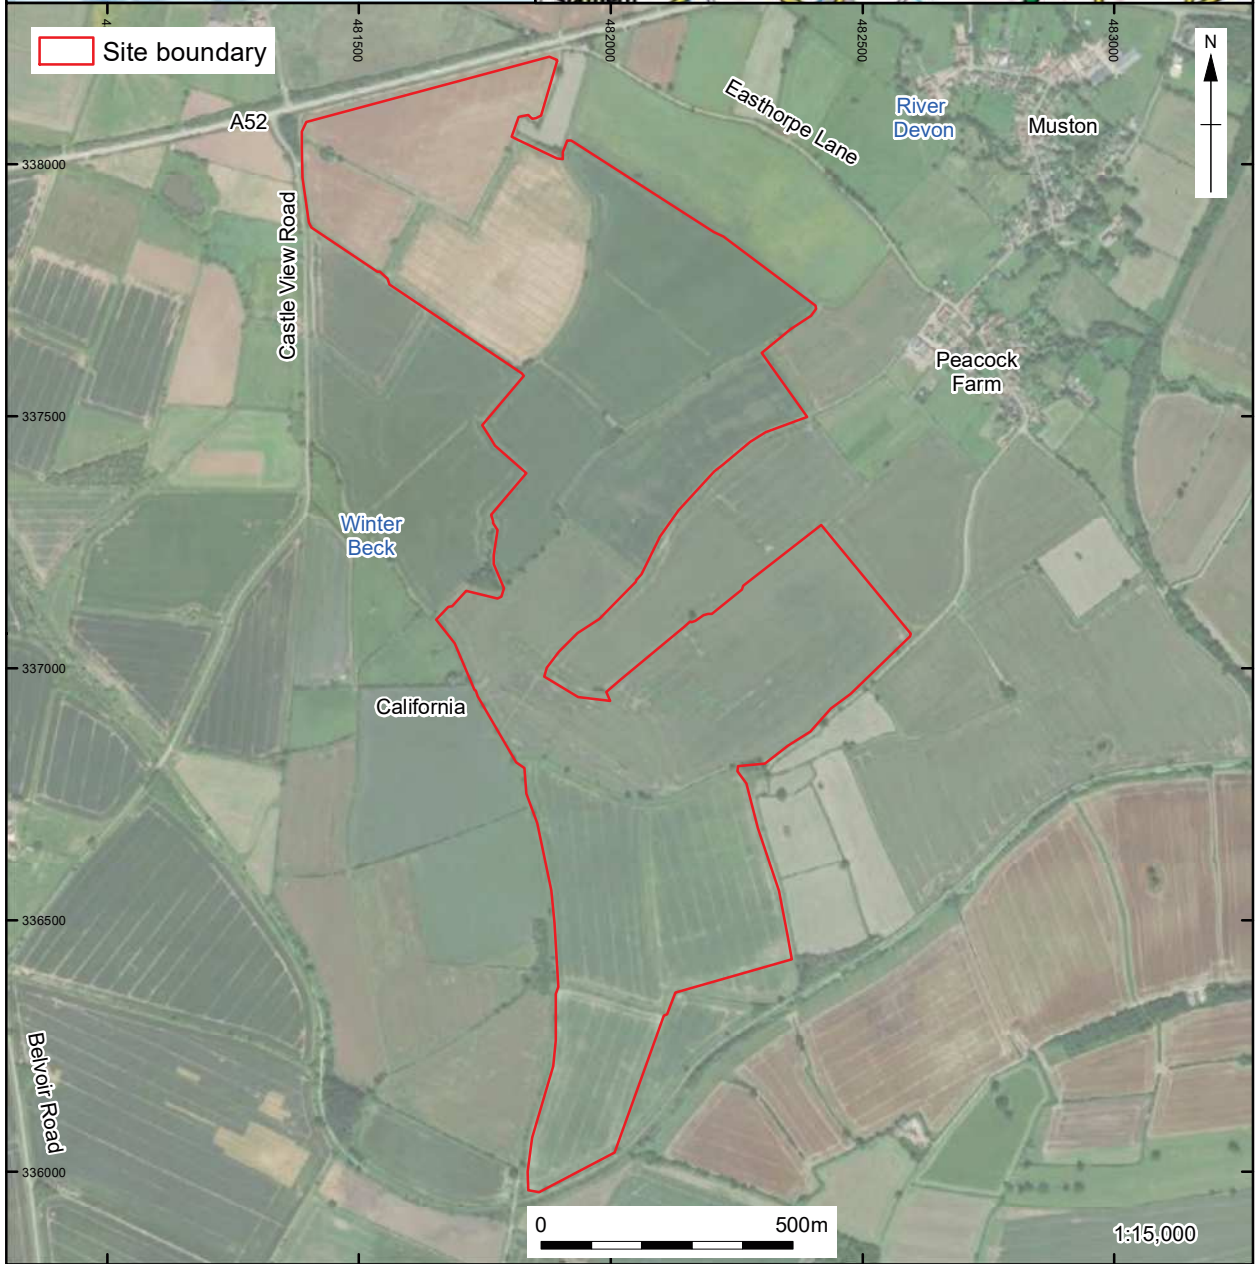 Site boundary
4
481500
482000
482500
483000
N
A52
Easthorpe Lane
River
Devon
Muston
338000
Castle View Road
Peacock
Farm
337500
Winter
Beck
337000
California
336500
Belvoir Road
336000
0 500m
1:15,000